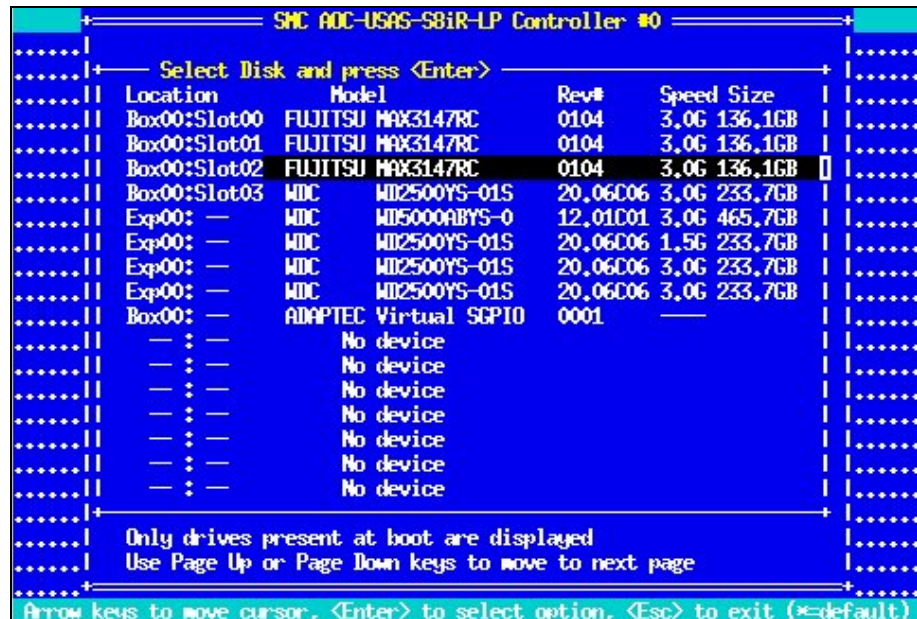 SMC AOC-USAS-S8iR-LP Controller #0
Select Disk and press <Enter>
Location Model Rev# Speed Size
Box00:Slot00 FUJITSU MAX3147RC 0104 3.0G 136.1GB
Box00:Slot01 FUJITSU MAX3147RC 0104 3.0G 136.1GB
Box00:Slot02 FUJITSU MAX3147RC 0104 3.0G 136.1GB
Box00:Slot03 WDC WD2500YS-01S 20.06C06 3.0G 233.7GB
Exp00: — WDC WD5000ABYS-0 12.01C01 3.0G 465.7GB
Exp00: — WDC WD2500YS-01S 20.06C06 1.5G 233.7GB
Exp00: — WDC WD2500YS-01S 20.06C06 3.0G 233.7GB
Exp00: — WDC WD2500YS-01S 20.06C06 3.0G 233.7GB
Box00: — ADAPTEC Virtual SGPIO 0001 ——
— : — No device
— : — No device
— : — No device
— : — No device
— : — No device
— : — No device
— : — No device
Only drives present at boot are displayed
Use Page Up or Page Down keys to move to next page
Arrow keys to move cursor, <Enter> to select option, <Esc> to exit (*=default)